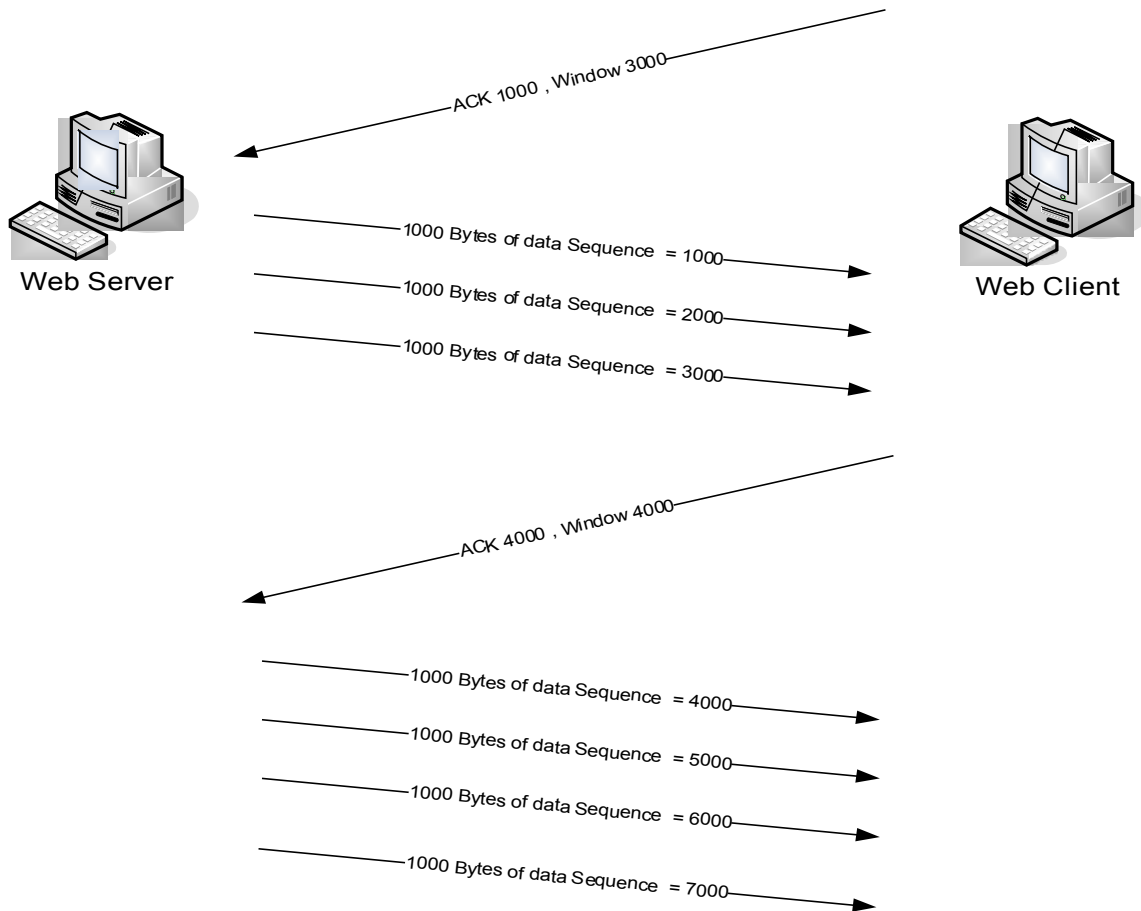 ACK 1000 , Window 3000
Web Server
1000 Bytes of data Sequence = 1000
Web Client
1000 Bytes of data Sequence = 2000
1000 Bytes of data Sequence = 3000
ACK 4000 , Window 4000
1000 Bytes of data Sequence = 4000
1000 Bytes of data Sequence = 5000
1000 Bytes of data Sequence = 6000
1000 Bytes of data Sequence = 7000